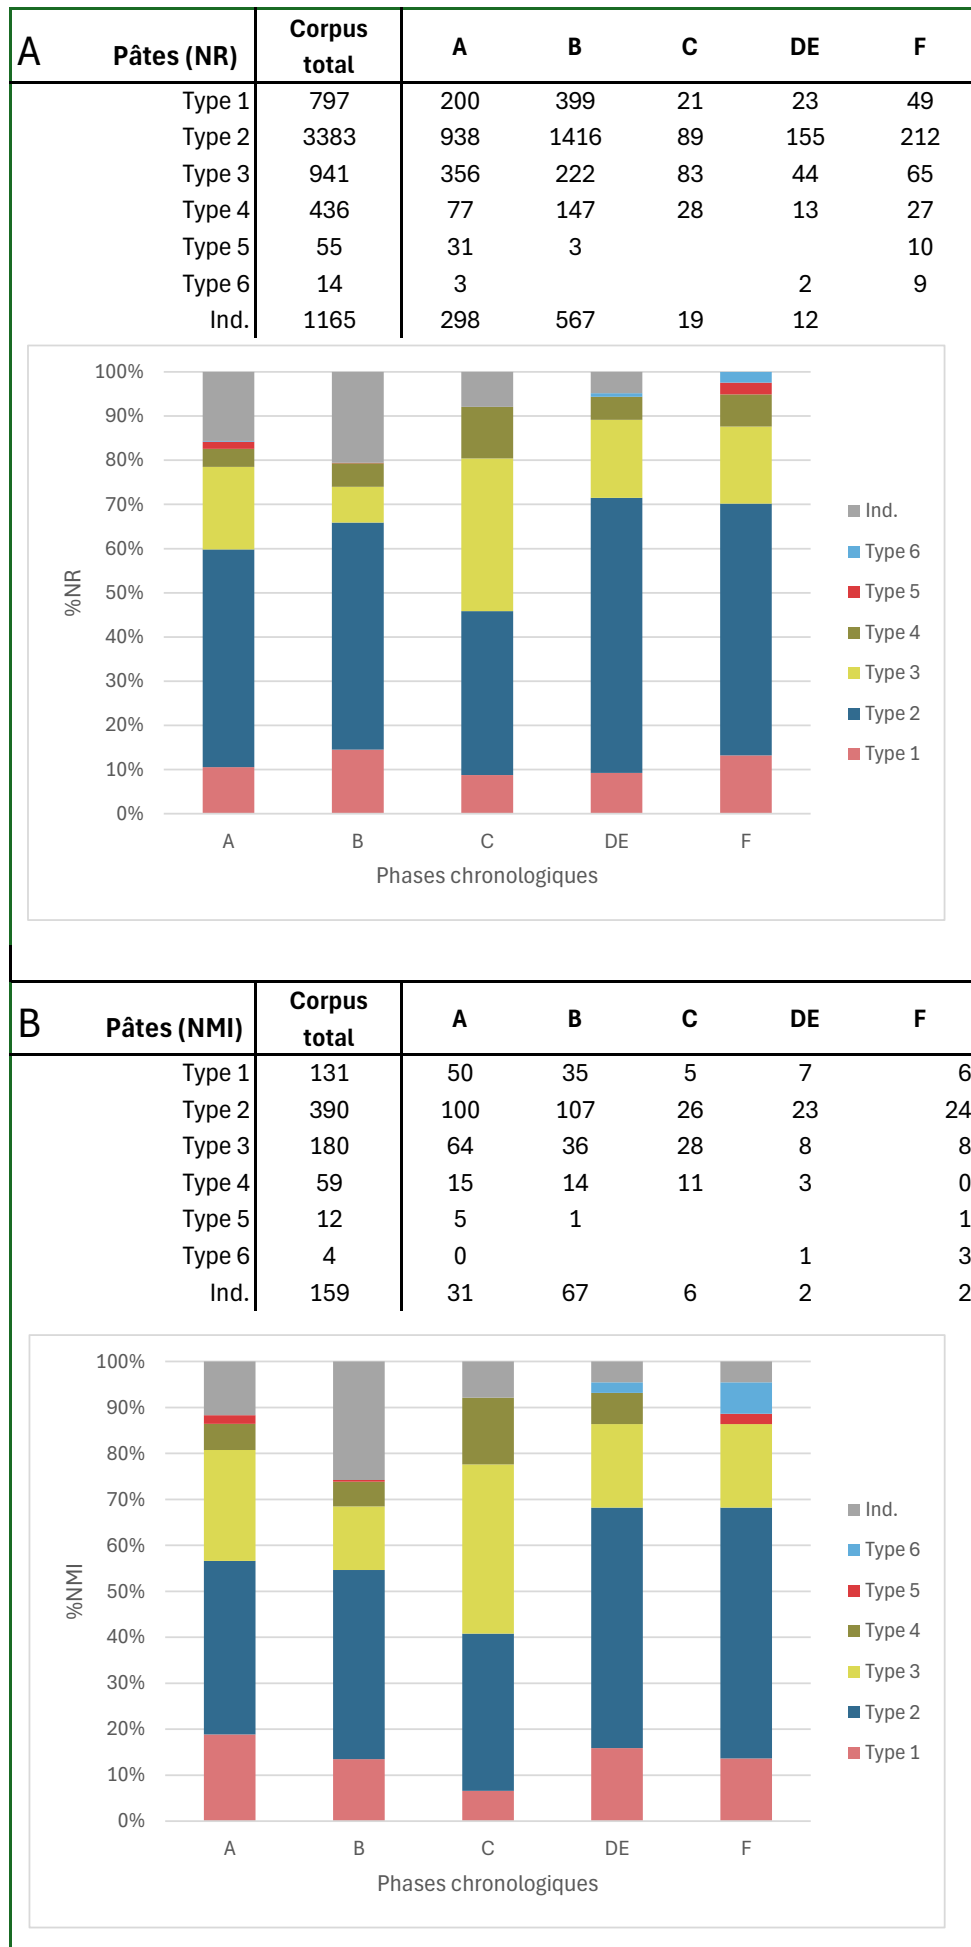 A Pâtes (NR) Corpus total A B C DE F
Type 1 797 200 399 21 23 49
Type 2 3383 938 1416 89 155 212
Type 3 941 356 222 83 44 65
Type 4 436 77 147 28 13 27
Type 5 55 31 3 10
Type 6 14 3 2 9
Ind. 1165 298 567 19 12
100%
90%
80%
70%
60%
50%
40%
30%
20%
10%
0%
%NR
A B C DE F
Phases chronologiques
Ind.
Type 6
Type 5
Type 4
Type 3
Type 2
Type 1
B Pâtes (NMI) Corpus total A B C DE F
Type 1 131 50 35 5 7 6
Type 2 390 100 107 26 23 24
Type 3 180 64 36 28 8 8
Type 4 59 15 14 11 3 0
Type 5 12 5 1 1
Type 6 4 0 1 3
Ind. 159 31 67 6 2 2
100%
90%
80%
70%
60%
50%
40%
30%
20%
10%
0%
%NMI
A B C DE F
Phases chronologiques
Ind.
Type 6
Type 5
Type 4
Type 3
Type 2
Type 1